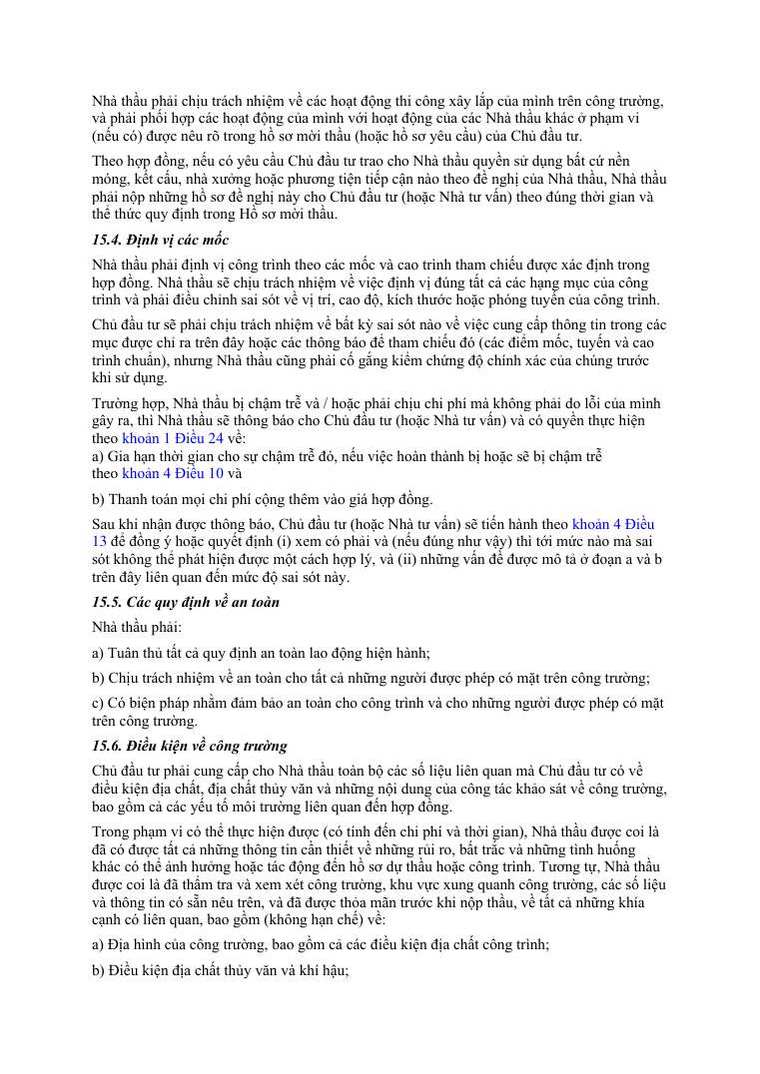 Nhà thầu phải chịu trách nhiệm về các hoạt động thi công xây lắp của mình trên công trường,
và phải phối hợp các hoạt động của mình với hoạt động của các Nhà thầu khác ở phạm vi
(nếu có) được nêu rõ trong hồ sơ mời thầu (hoặc hồ sơ yêu cầu) của Chủ đầu tư.
Theo hợp đồng, nếu có yêu cầu Chủ đầu tư trao cho Nhà thầu quyền sử dụng bất cứ nền
móng, kết cấu, nhà xưởng hoặc phương tiện tiếp cận nào theo đề nghị của Nhà thầu, Nhà thầu
phải nộp những hồ sơ đề nghị này cho Chủ đầu tư (hoặc Nhà tư vấn) theo đúng thời gian và
thể thức quy định trong Hồ sơ mời thầu.
15.4. Định vị các mốc
Nhà thầu phải định vị công trình theo các mốc và cao trình tham chiếu được xác định trong
hợp đồng. Nhà thầu sẽ chịu trách nhiệm về việc định vị đúng tất cả các hạng mục của công
trình và phải điều chỉnh sai sót về vị trí, cao độ, kích thước hoặc phóng tuyến của công trình.
Chủ đầu tư sẽ phải chịu trách nhiệm về bất kỳ sai sót nào về việc cung cấp thông tin trong các
mục được chỉ ra trên đây hoặc các thông báo để tham chiếu đó (các điểm mốc, tuyến và cao
trình chuẩn), nhưng Nhà thầu cũng phải cố gắng kiểm chứng độ chính xác của chúng trước
khi sử dụng.
Trường hợp, Nhà thầu bị chậm trễ và / hoặc phải chịu chi phí mà không phải do lỗi của mình
gây ra, thì Nhà thầu sẽ thông báo cho Chủ đầu tư (hoặc Nhà tư vấn) và có quyền thực hiện
theo khoản 1 Điều 24 về:
a) Gia hạn thời gian cho sự chậm trễ đó, nếu việc hoàn thành bị hoặc sẽ bị chậm trễ
theo khoản 4 Điều 10 và
b) Thanh toán mọi chi phí cộng thêm vào giá hợp đồng.
Sau khi nhận được thông báo, Chủ đầu tư (hoặc Nhà tư vấn) sẽ tiến hành theo khoản 4 Điều
13 để đồng ý hoặc quyết định (i) xem có phải và (nếu đúng như vậy) thì tới mức nào mà sai
sót không thể phát hiện được một cách hợp lý, và (ii) những vấn đề được mô tả ở đoạn a và b
trên đây liên quan đến mức độ sai sót này.
15.5. Các quy định về an toàn
Nhà thầu phải:
a) Tuân thủ tất cả quy định an toàn lao động hiện hành;
b) Chịu trách nhiệm về an toàn cho tất cả những người được phép có mặt trên công trường;
c) Có biện pháp nhằm đảm bảo an toàn cho công trình và cho những người được phép có mặt
trên công trường.
15.6. Điều kiện về công trường
Chủ đầu tư phải cung cấp cho Nhà thầu toàn bộ các số liệu liên quan mà Chủ đầu tư có về
điều kiện địa chất, địa chất thủy văn và những nội dung của công tác khảo sát về công trường,
bao gồm cả các yếu tố môi trường liên quan đến hợp đồng.
Trong phạm vi có thể thực hiện được (có tính đến chi phí và thời gian), Nhà thầu được coi là
đã có được tất cả những thông tin cần thiết về những rủi ro, bất trắc và những tình huống
khác có thể ảnh hưởng hoặc tác động đến hồ sơ dự thầu hoặc công trình. Tương tự, Nhà thầu
được coi là đã thẩm tra và xem xét công trường, khu vực xung quanh công trường, các số liệu
và thông tin có sẵn nêu trên, và đã được thỏa mãn trước khi nộp thầu, về tất cả những khía
cạnh có liên quan, bao gồm (không hạn chế) về:
a) Địa hình của công trường, bao gồm cả các điều kiện địa chất công trình;
b) Điều kiện địa chất thủy văn và khí hậu;